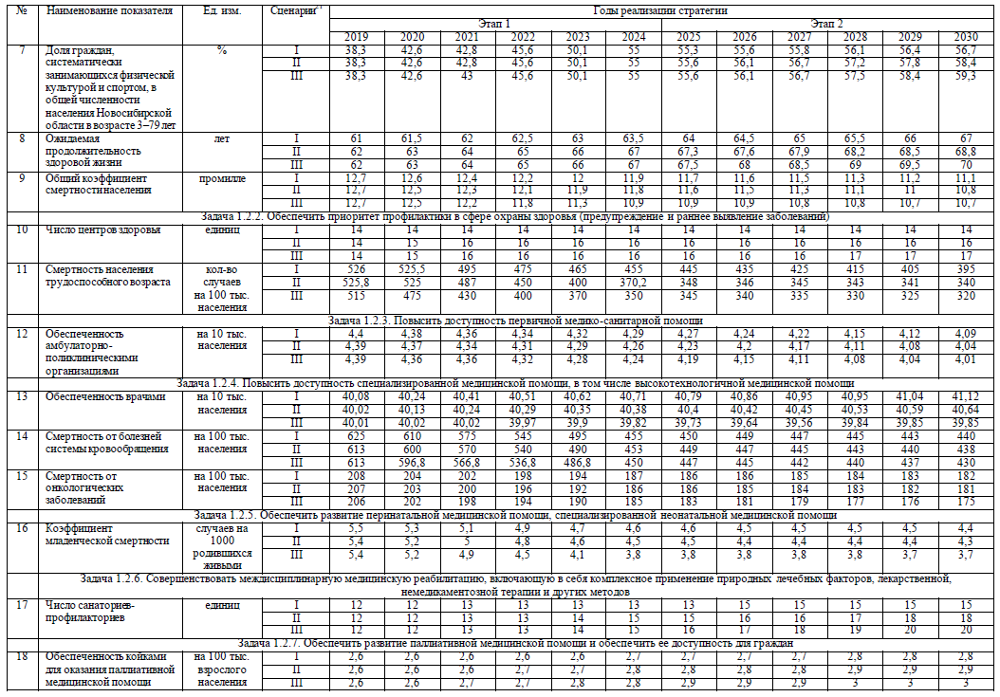 № Наименование показателя Ед. изм. Сценарии Годы реализации стратегии
Этап 1 Этап 2
2019 2020 2021 2022 2023 2024 2025 2026 2027 2028 2029 2030
7 Доля граждан, % I 38,3 42,6 42,8 45,6 50,1 55 55,3 55,6 55,8 56,1 56,4 56,7
систематически II 38,3 42,6 42,8 45,6 50,1 55 55,6 56,1 56,7 57,2 57,8 58,4
занимающихся физической III 38,3 42,6 43 45,6 50,1 55 55,6 56,1 56,7 57,5 58,4 59,3
культурой и спортом, в
общей численности
населения Новосибирской
области в возрасте 3–79 лет
8 Ожидаемая лет I 61 61,5 62 62,5 63 63,5 64 64,5 65 65,5 66 67
продолжительность II 62 63 64 65 66 67 67,3 67,6 67,9 68,2 68,5 68,8
здоровой жизни III 62 63 64 65 66 67 67,5 68 68,5 69 69,5 70
9 Общий коэффициент промилле I 12,7 12,6 12,4 12,2 12 11,9 11,7 11,6 11,5 11,3 11,2 11,1
смертности населения II 12,7 12,5 12,3 12,1 11,9 11,8 11,6 11,5 11,3 11,1 11 10,8
III 12,7 12,5 12,2 11,8 11,3 10,9 10,9 10,9 10,8 10,8 10,7 10,7
Задача 1.2.2. Обеспечить приоритет профилактики в сфере охраны здоровья (предупреждение и раннее выявление заболеваний)
10 Число центров здоровья единиц I 14 14 14 14 14 14 14 14 14 14 14 14
II 14 15 16 16 16 16 16 16 16 16 16 16
III 14 15 16 16 16 16 16 16 16 17 17 17
11 Смертность населения кол-во I 526 525,5 495 475 465 455 445 435 425 415 405 395
трудоспособного возраста случаев II 525,8 525 487 450 400 370,2 348 346 345 343 341 340
на 100 тыс. III 515 475 430 400 370 350 345 340 335 330 325 320
населения
Задача 1.2.3. Повысить доступность первичной медико-санитарной помощи
12 Обеспеченность на 10 тыс. I 4,4 4,38 4,36 4,34 4,32 4,29 4,27 4,24 4,22 4,15 4,12 4,09
амбулаторно- населения II 4,39 4,37 4,34 4,31 4,29 4,26 4,23 4,2 4,17 4,11 4,08 4,04
поликлиническими III 4,39 4,36 4,36 4,32 4,28 4,24 4,19 4,15 4,11 4,08 4,04 4,01
организациями
Задача 1.2.4. Повысить доступность специализированной медицинской помощи, в том числе высокотехнологичной медицинской помощи
13 Обеспеченность врачами на 10 тыс. I 40,08 40,24 40,41 40,51 40,62 40,71 40,79 40,86 40,95 40,95 41,04 41,12
населения II 40,02 40,13 40,24 40,29 40,35 40,38 40,4 40,42 40,45 40,53 40,59 40,64
III 40,01 40,02 40,02 39,97 39,9 39,82 39,73 39,64 39,56 39,84 39,85 39,85
14 Смертность от болезней на 100 тыс. I 625 610 575 545 495 455 450 449 447 445 443 440
системы кровообращения населения II 613 600 570 540 490 453 449 447 445 443 440 438
III 613 596,8 566,8 536,8 486,8 450 447 445 442 440 437 430
15 Смертность от на 100 тыс. I 208 204 202 198 194 187 186 186 185 184 183 182
онкологических населения II 207 203 200 196 192 186 186 185 184 183 182 181
заболеваний III 206 202 198 194 190 185 183 181 179 177 176 175
Задача 1.2.5. Обеспечить развитие перинатальной медицинской помощи, специализированной неонатальной медицинской помощи
16 Коэффициент случаев на I 5,5 5,3 5,1 4,9 4,7 4,6 4,6 4,5 4,5 4,5 4,5 4,4
младенческой смертности 1000 II 5,4 5,2 5 4,8 4,6 4,5 4,5 4,4 4,4 4,4 4,4 4,3
родившихся III 5,4 5,2 4,9 4,5 4,1 3,8 3,8 3,8 3,8 3,8 3,7 3,7
живыми
Задача 1.2.6. Совершенствовать междисциплинарную медицинскую реабилитацию, включающую в себя комплексное применение природных лечебных факторов, лекарственной,
немедикаментозной терапии и других методов
17 Число санаториев- единиц I 12 12 13 13 13 13 13 15 15 15 15 15
профилакториев II 12 12 13 13 14 15 15 16 16 17 18 18
III 12 12 13 13 14 15 16 17 18 19 20 20
Задача 1.2.7. Обеспечить развитие паллиативной медицинской помощи и обеспечить ее доступность для граждан
18 Обеспеченность койками на 100 тыс. I 2,6 2,6 2,6 2,6 2,6 2,7 2,7 2,7 2,7 2,8 2,8 2,8
для оказания паллиативной взрослого II 2,6 2,6 2,6 2,7 2,7 2,8 2,8 2,8 2,8 2,9 2,9 2,9
медицинской помощи населения III 2,6 2,6 2,7 2,7 2,8 2,8 2,9 2,9 2,9 3 3 3